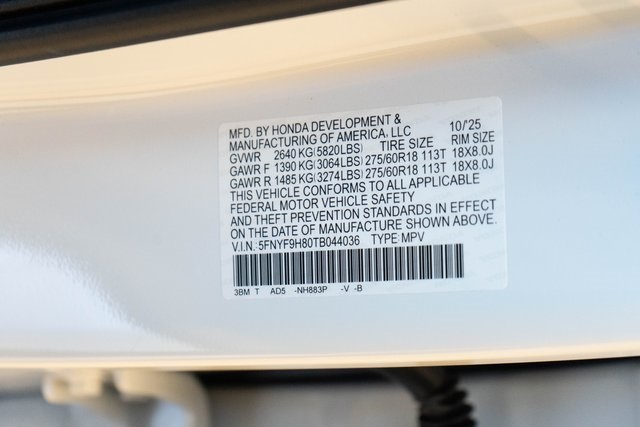 MFD. BY HONDA DEVELOPMENT & 10/'25
MANUFACTURING OF AMERICA, LLC
GVWR 2640 KG(5820LBS) TIRE SIZE RIM SIZE
GAWR F 1390 KG(3064LBS) 275/60R18 113T 18X8.0J
GAWR R 1485 KG(3274LBS) 275/60R18 113T 18X8.0J
THIS VEHICLE CONFORMS TO ALL APPLICABLE
FEDERAL MOTOR VEHICLE SAFETY
AND THEFT PREVENTION STANDARDS IN EFFECT
ON THE DATE OF MANUFACTURE SHOWN ABOVE.
V.I.N.:5FNYF9H80TB044036 TYPE:MPV
3BM T AD5 -NH883P -V -B